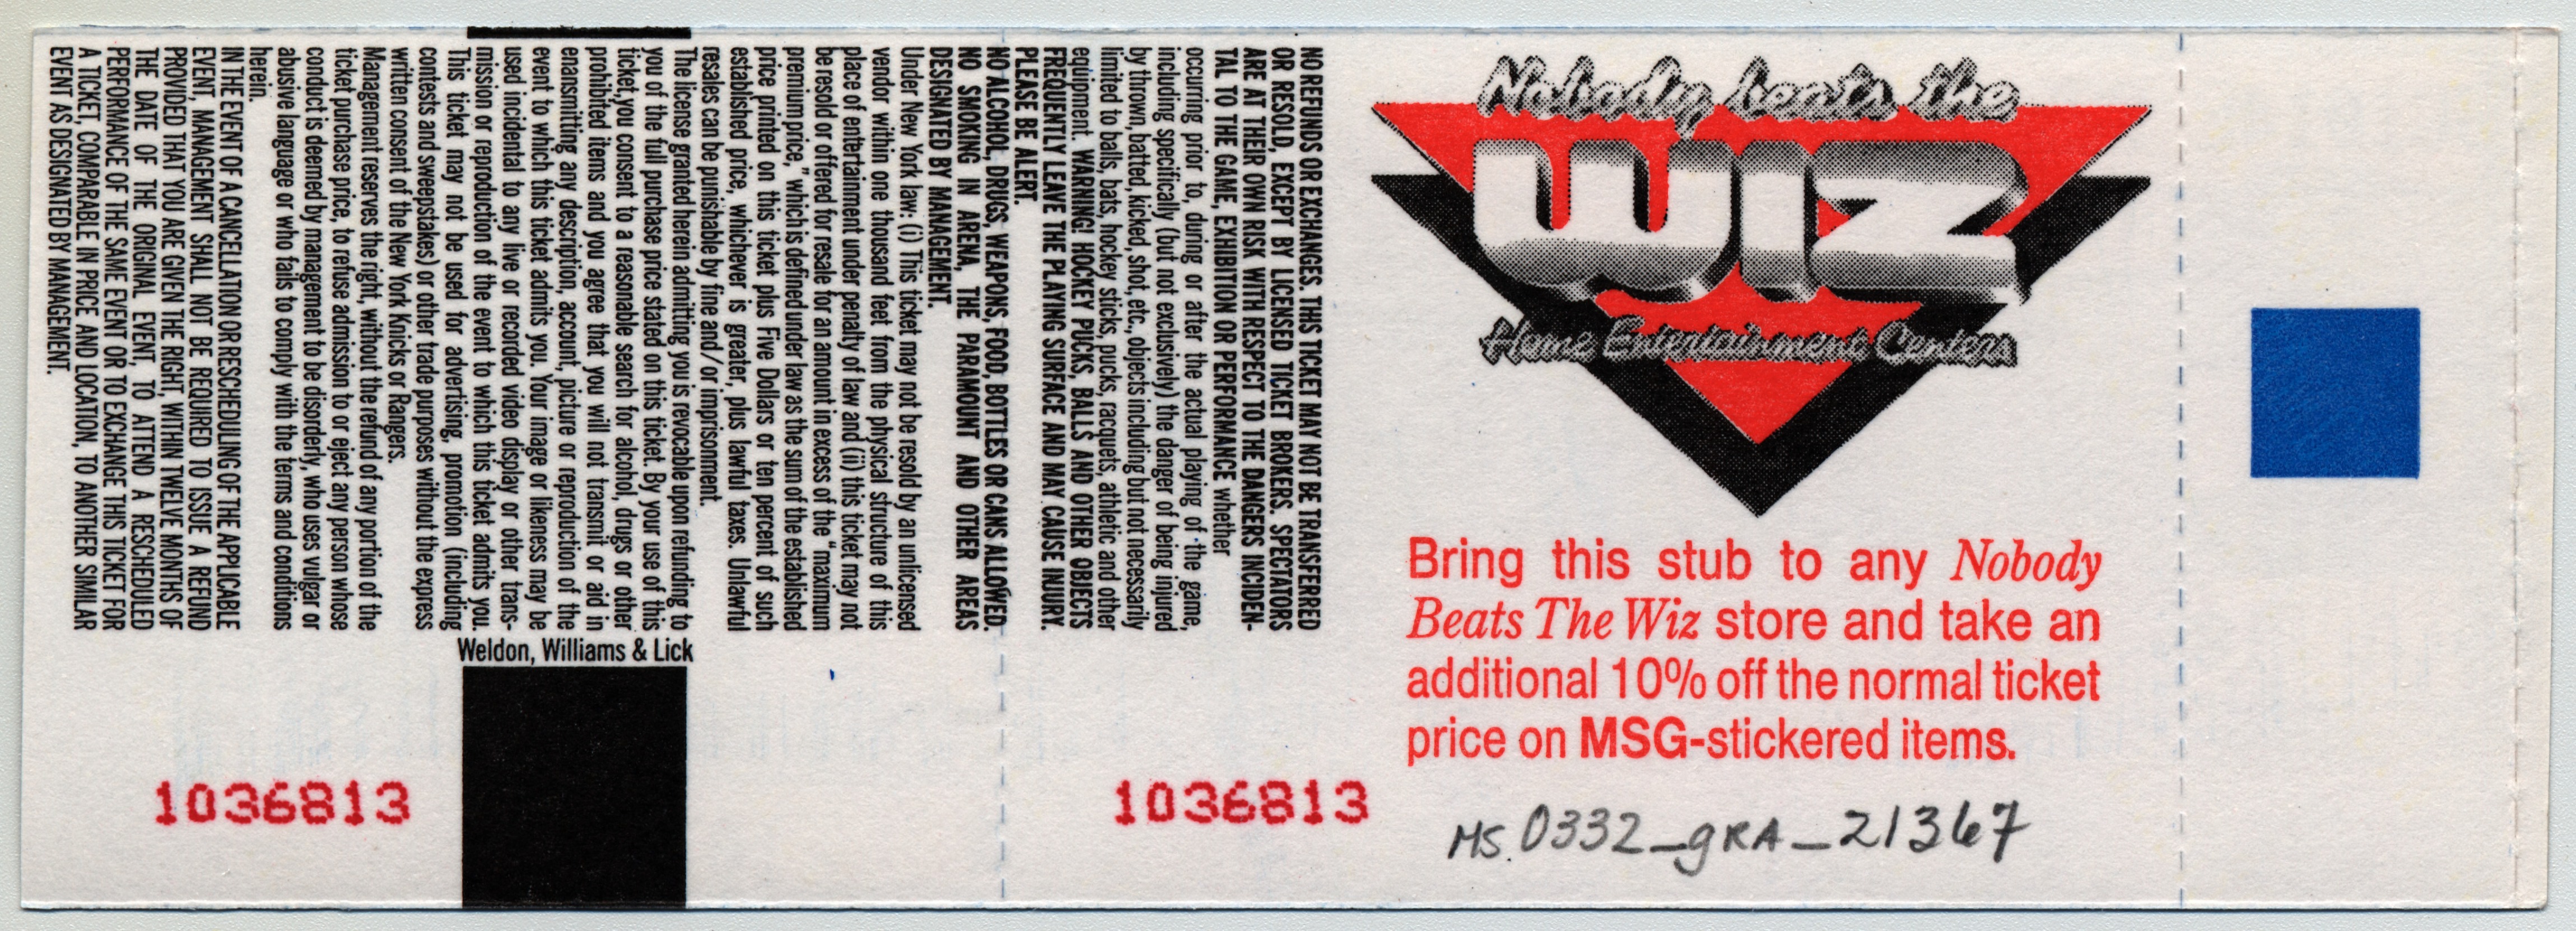 NO REFUNDS OR EXCHANGES. THIS TICKET MAY NOT BE TRANSFERRED
OR RESOLD, EXCEPT BY LICENSED TICKET BROKERS. SPECTATORS
ARE AT THEIR OWN RISK WITH RESPECT TO THE DANGERS INCIDEN-
TAL TO THE GAME, EXHIBITION OR PERFORMANCE whether
occurring prior to, during or after the actual playing of the game,
including specifically (but not exclusively) the danger of being injured
by thrown, batted, kicked, shot, etc., objects including but not necessarily
limited to balls, bats, hockey sticks, pucks, racquets, athletic and other
equipment. WARNING! HOCKEY PUCKS, BALLS AND OTHER OBJECTS
FREQUENTLY LEAVE THE PLAYING SURFACE AND MAY CAUSE INJURY.
PLEASE BE ALERT.
NO ALCOHOL, DRUGS, WEAPONS, FOOD, BOTTLES OR CANS ALLOWED.
NO SMOKING IN ARENA, THE PARAMOUNT AND OTHER AREAS
DESIGNATED BY MANAGEMENT.
Under New York law: (i) This ticket may not be resold by an unlicensed
vendor within one thousand feet from the physical structure of this
place of entertainment under penalty of law and (ii) this ticket may not
be resold or offered for resale for an amount in excess of the "maximum
premium price," which is defined under law as the sum of the established
price printed on this ticket plus Five Dollars or ten percent of such
established price, whichever is greater, plus lawful taxes. Unlawful
resales can be punishable by fine and/or imprisonment.
The license granted herein admitting you is revocable upon refunding to
you of the full purchase price stated on this ticket. By your use of this
ticket, you consent to a reasonable search for alcohol, drugs or other
prohibited items and you agree that you will not transmit or aid in
enansmitting any description, account, picture or reproduction of the
event to which this ticket admits you. Your image or likeness may be
used incidental to any live or recorded video display or other trans-
mission or reproduction of the event to which this ticket admits you.
This ticket may not be used for advertising, promotion (including
contests and sweepstakes) or other trade purposes without the express
written consent of the New York Knicks or Rangers.
Management reserves the right, without the refund of any portion of the
ticket purchase price, to refuse admission to or eject any person whose
conduct is deemed by management to be disorderly, who uses vulgar or
abusive language or who fails to comply with the terms and conditions
herein.
IN THE EVENT OF A CANCELLATION OR RESCHEDULING OF THE APPLICABLE
EVENT, MANAGEMENT SHALL NOT BE REQUIRED TO ISSUE A REFUND
PROVIDED THAT YOU ARE GIVEN THE RIGHT, WITHIN TWELVE MONTHS OF
THE DATE OF THE ORIGINAL EVENT, TO ATTEND A RESCHEDULED
PERFORMANCE OF THE SAME EVENT OR TO EXCHANGE THIS TICKET FOR
A TICKET, COMPARABLE IN PRICE AND LOCATION, TO ANOTHER SIMILAR
EVENT AS DESIGNATED BY MANAGEMENT.
Weldon, Williams & Lick
1036813
1036813
Nobody beats the
WIZ
Home Entertainment Centers
Bring this stub to any Nobody
Beats The Wiz store and take an
additional 10% off the normal ticket
price on MSG-stickered items.
MS.0332_gRA_21367